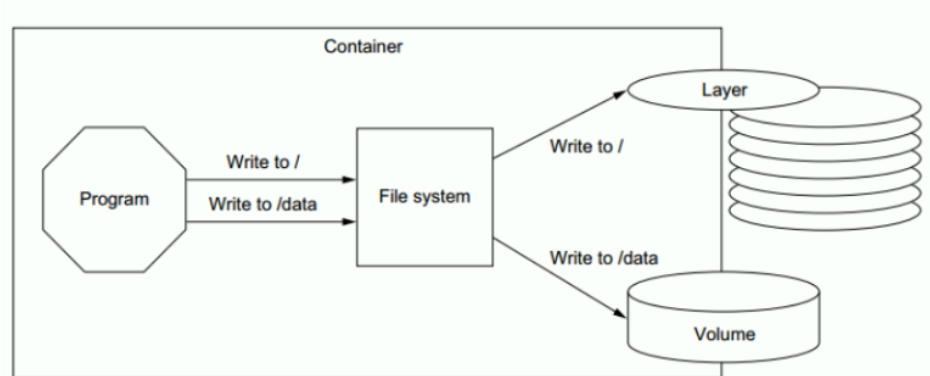 Container
Layer
Write to /
Write to /
Program
File system
Write to /data
Write to /data
Volume